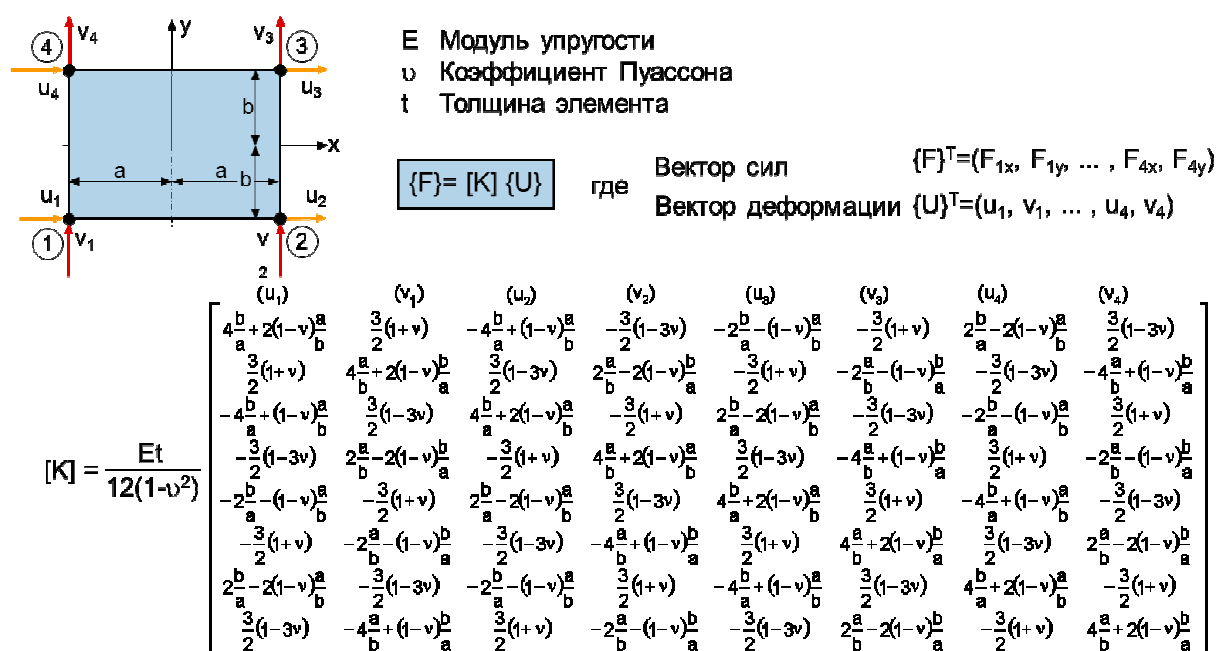 v₄ y v₃
4 3
E Модуль упругости
u₄ u₃
υ Коэффициент Пуассона
b
t Толщина элемента
x
a a b
u₁ u₂
{F}= [K] {U} где Вектор сил {F}ᵀ=(F₁ₓ, F₁ᵧ, ... , F₄ₓ, F₄ᵧ)
Вектор деформации {U}ᵀ=(u₁, v₁, ... , u₄, v₄)
1 v₁ v 2
2
(u₁) (v₁) (u₂) (v₂) (u₃) (v₃) (u₄) (v₄)
4b/a+2(1-ν)a/b 3/2(1+ν) -4b/a+(1-ν)a/b -3/2(1-3ν) -2b/a-(1-ν)a/b -3/2(1+ν) 2b/a-2(1-ν)a/b 3/2(1-3ν)
3/2(1+ν) 4a/b+2(1-ν)b/a 3/2(1-3ν) 2a/b-2(1-ν)b/a -3/2(1+ν) -2a/b-(1-ν)b/a -3/2(1-3ν) -4a/b+(1-ν)b/a
-4b/a+(1-ν)a/b 3/2(1-3ν) 4b/a+2(1-ν)a/b -3/2(1+ν) 2b/a-2(1-ν)a/b -3/2(1-3ν) -2b/a-(1-ν)a/b 3/2(1+ν)
[K] = Et/12(1-υ²)
-3/2(1-3ν) 2a/b-2(1-ν)b/a -3/2(1+ν) 4a/b+2(1-ν)b/a 3/2(1-3ν) -4a/b+(1-ν)b/a 3/2(1+ν) -2a/b-(1-ν)b/a
-2b/a-(1-ν)a/b -3/2(1+ν) 2b/a-2(1-ν)a/b 3/2(1-3ν) 4b/a+2(1-ν)a/b 3/2(1+ν) -4b/a+(1-ν)a/b -3/2(1-3ν)
-3/2(1+ν) -2a/b-(1-ν)b/a -3/2(1-3ν) -4a/b+(1-ν)b/a 3/2(1+ν) 4a/b+2(1-ν)b/a 3/2(1-3ν) 2a/b-2(1-ν)b/a
2b/a-2(1-ν)a/b -3/2(1-3ν) -2b/a-(1-ν)a/b 3/2(1+ν) -4b/a+(1-ν)a/b 3/2(1-3ν) 4b/a+2(1-ν)a/b -3/2(1+ν)
3/2(1-3ν) -4a/b+(1-ν)b/a 3/2(1+ν) -2a/b-(1-ν)b/a -3/2(1-3ν) 2a/b-2(1-ν)b/a -3/2(1+ν) 4a/b+2(1-ν)b/a